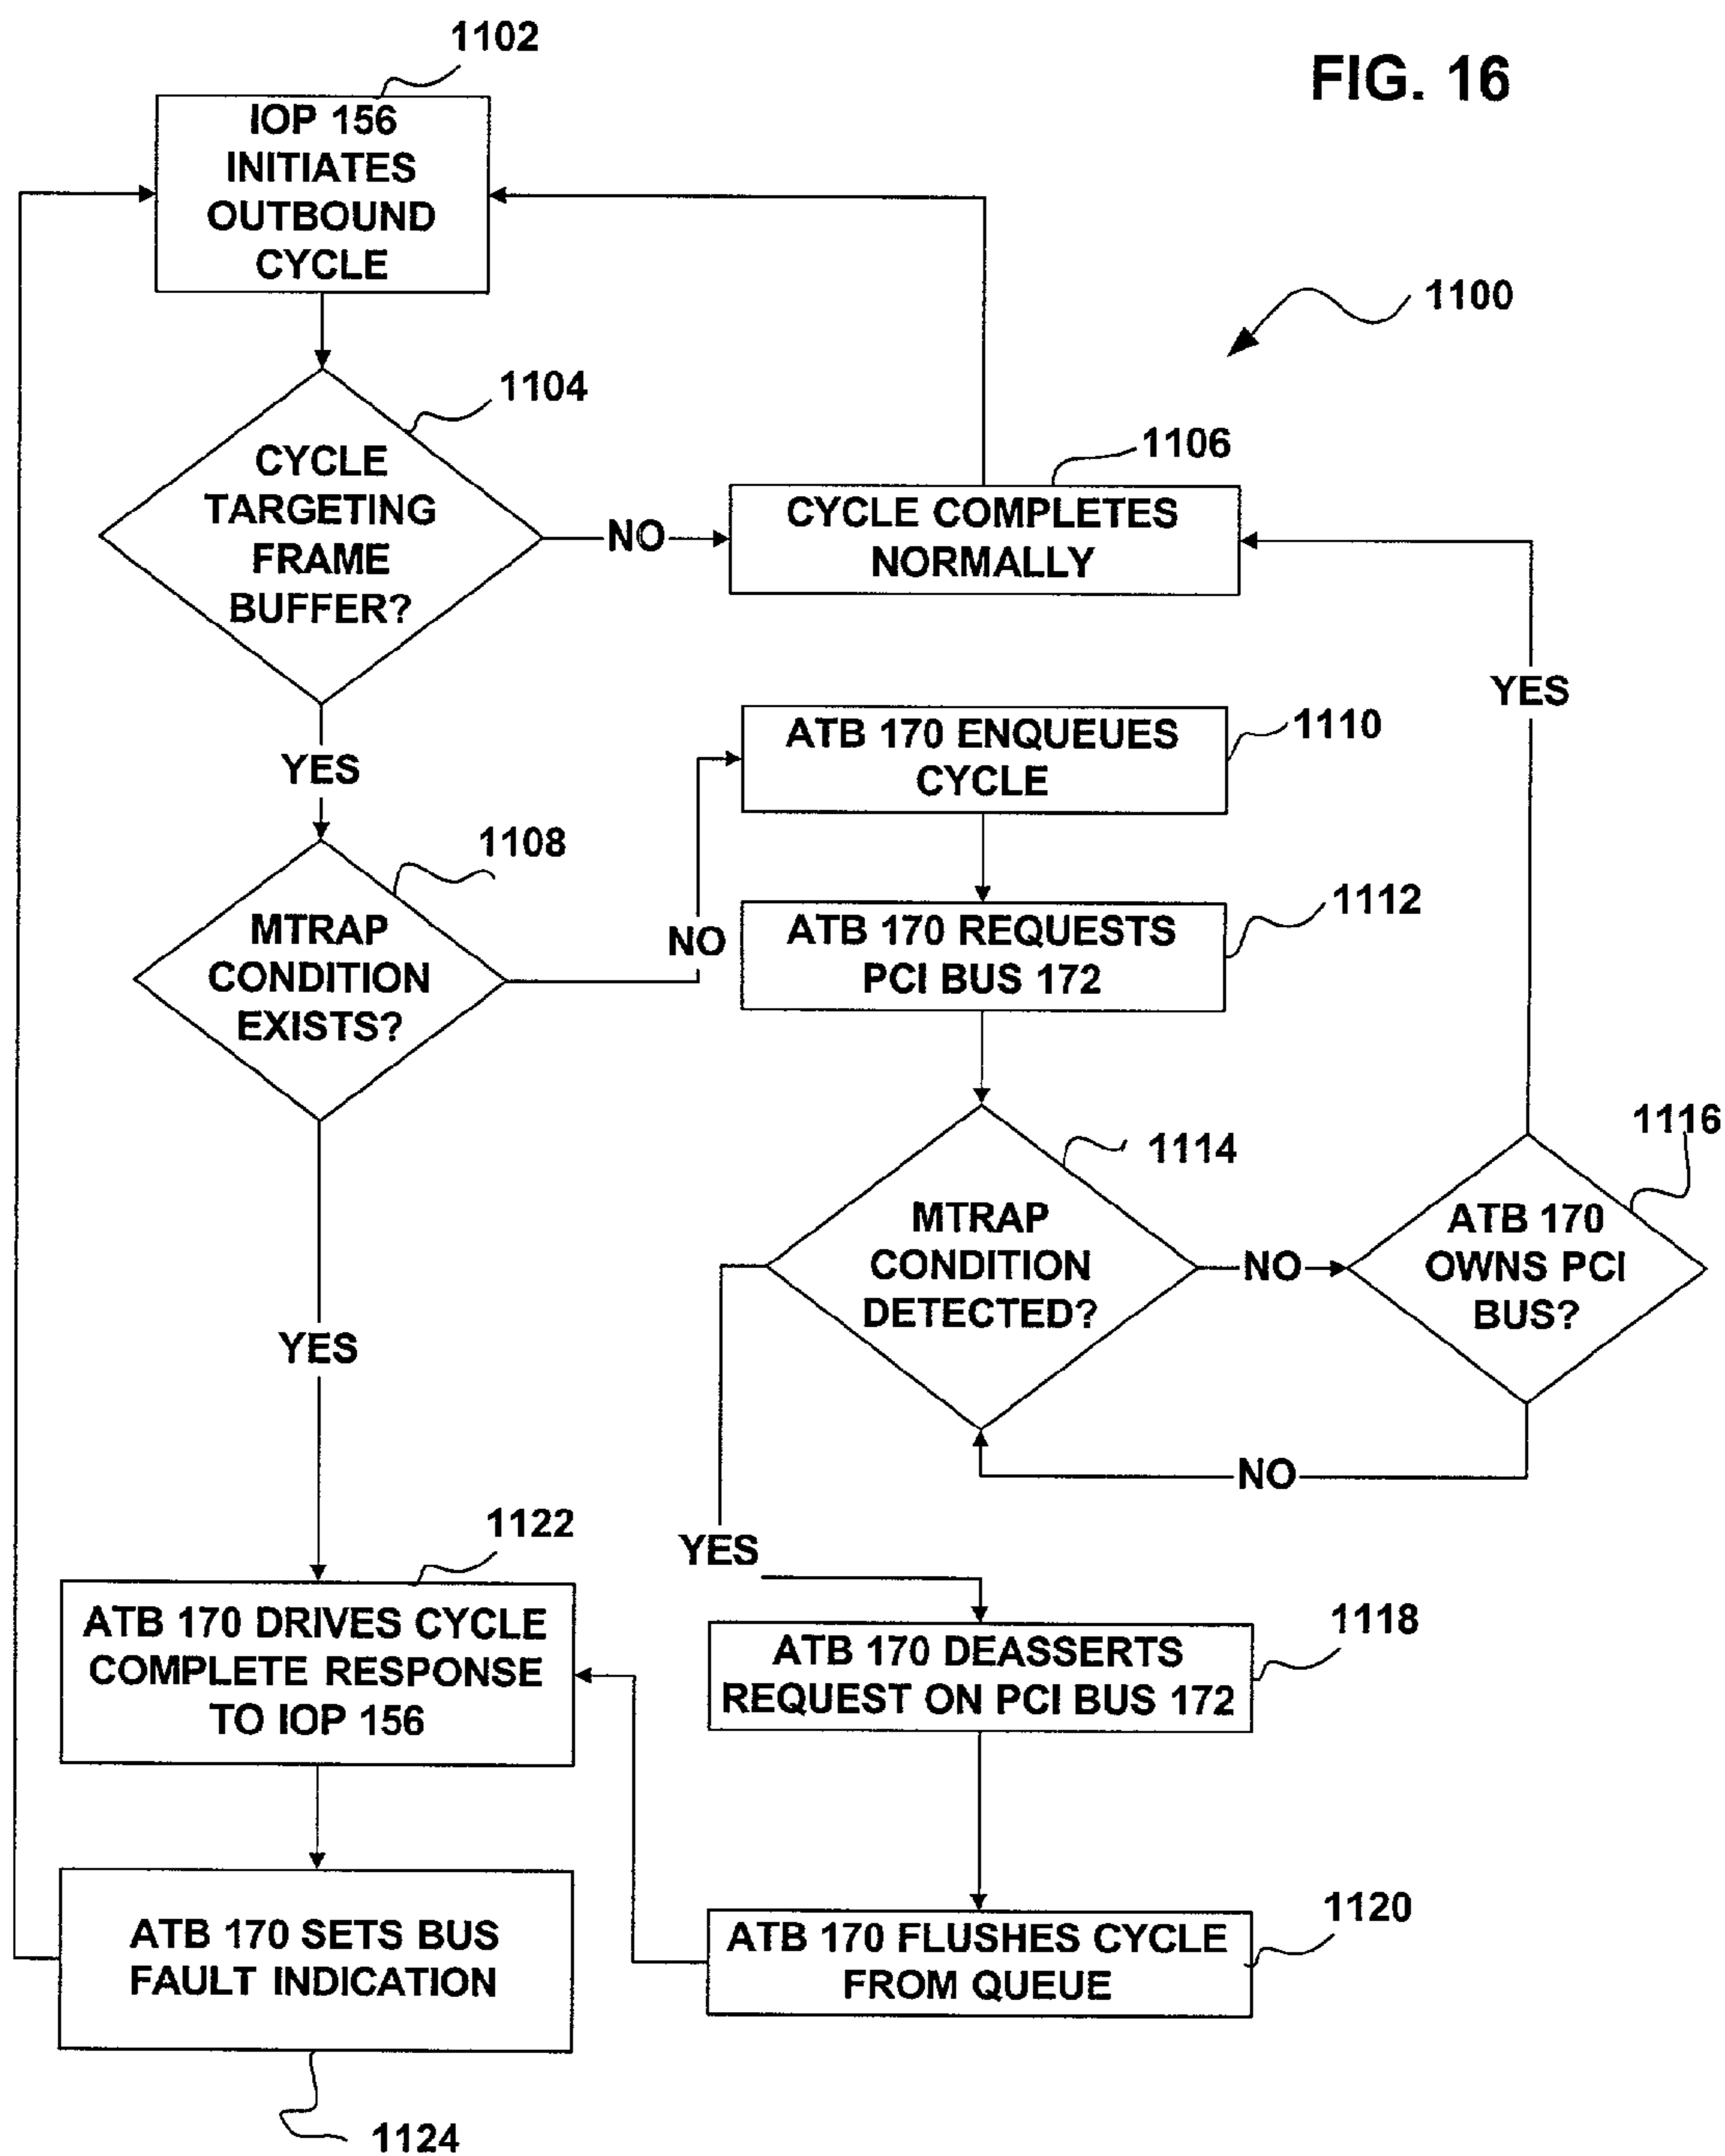 1102
FIG. 16
IOP 156
INITIATES
OUTBOUND
CYCLE
1100
1104
CYCLE
TARGETING
FRAME
BUFFER?
NO
1106
CYCLE COMPLETES
NORMALLY
YES
YES
ATB 170 ENQUEUES
CYCLE
1110
1108
MTRAP
CONDITION
EXISTS?
NO
ATB 170 REQUESTS
PCI BUS 172
1112
1114
MTRAP
CONDITION
DETECTED?
NO
1116
ATB 170
OWNS PCI
BUS?
NO
YES
YES
1122
ATB 170 DRIVES CYCLE
COMPLETE RESPONSE
TO IOP 156
1118
ATB 170 DEASSERTS
REQUEST ON PCI BUS 172
ATB 170 SETS BUS
FAULT INDICATION
1124
1120
ATB 170 FLUSHES CYCLE
FROM QUEUE